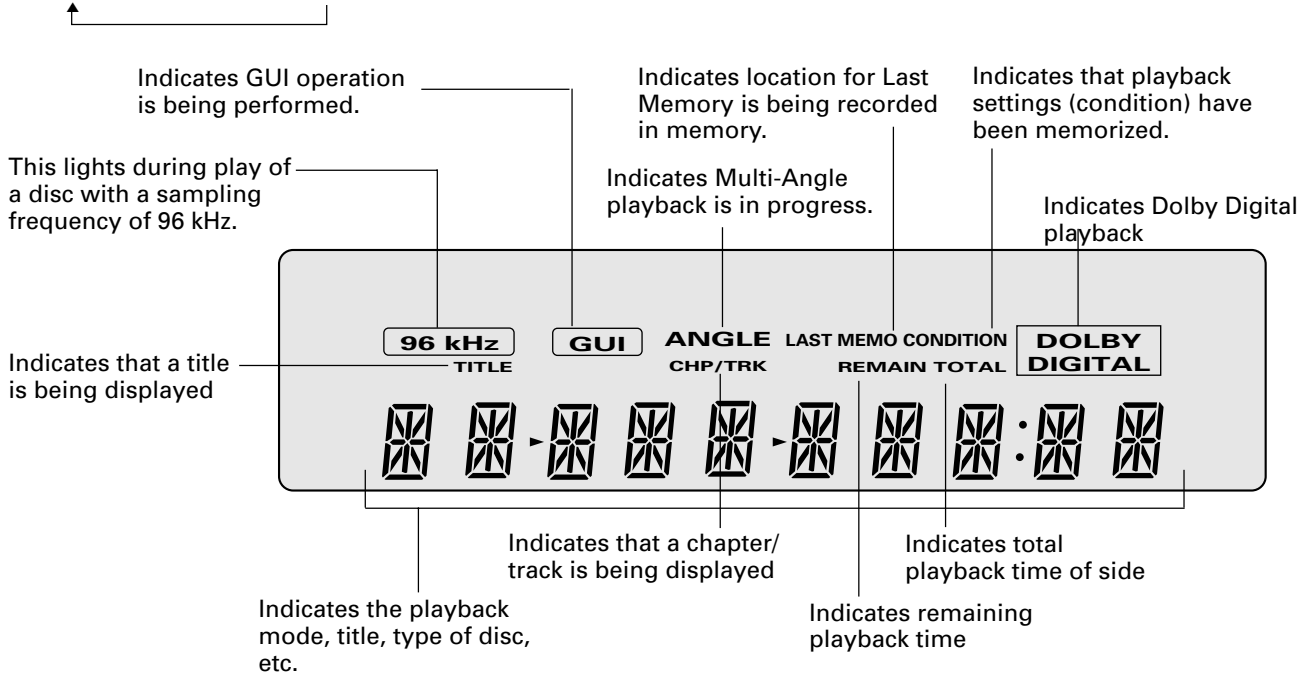 Indicates GUI operation
is being performed.
Indicates location for Last
Memory is being recorded
in memory.
Indicates that playback
settings (condition) have
been memorized.
This lights during play of
a disc with a sampling
frequency of 96 kHz.
Indicates Multi-Angle
playback is in progress.
Indicates Dolby Digital
playback
96 kHz GUI ANGLE LAST MEMO CONDITION DOLBY
TITLE CHP/TRK REMAIN TOTAL DIGITAL
Indicates that a title
is being displayed
Indicates that a chapter/
track is being displayed
Indicates total
playback time of side
Indicates the playback
mode, title, type of disc,
etc.
Indicates remaining
playback time